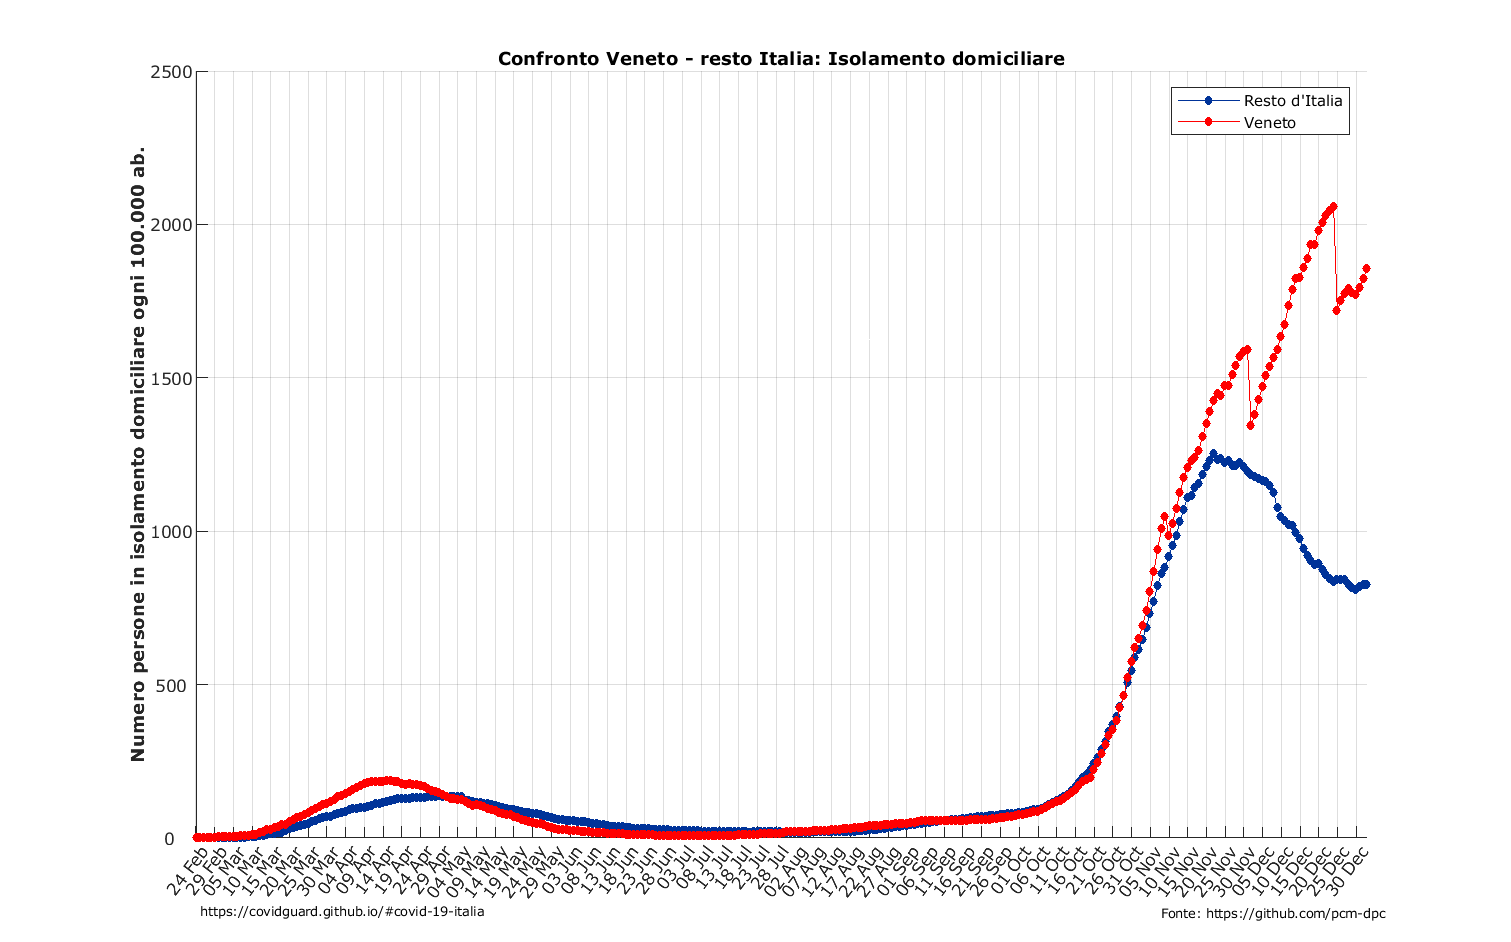 Confronto Veneto - resto Italia: Isolamento domiciliare
Resto d'Italia
Veneto
Numero persone in isolamento domiciliare ogni 100.000 ab.
2500
2000
1500
1000
500
0
24 Feb
29 Feb
05 Mar
10 Mar
15 Mar
20 Mar
25 Mar
30 Mar
04 Apr
09 Apr
14 Apr
19 Apr
24 Apr
29 Apr
04 May
09 May
14 May
19 May
24 May
29 May
03 Jun
08 Jun
13 Jun
18 Jun
23 Jun
28 Jun
03 Jul
08 Jul
13 Jul
18 Jul
23 Jul
28 Jul
02 Aug
07 Aug
12 Aug
17 Aug
22 Aug
27 Aug
01 Sep
06 Sep
11 Sep
16 Sep
21 Sep
26 Sep
01 Oct
06 Oct
11 Oct
16 Oct
21 Oct
26 Oct
31 Oct
05 Nov
10 Nov
15 Nov
20 Nov
25 Nov
30 Nov
05 Dec
10 Dec
15 Dec
20 Dec
25 Dec
30 Dec
https://covidguard.github.io/#covid-19-italia
Fonte: https://github.com/pcm-dpc